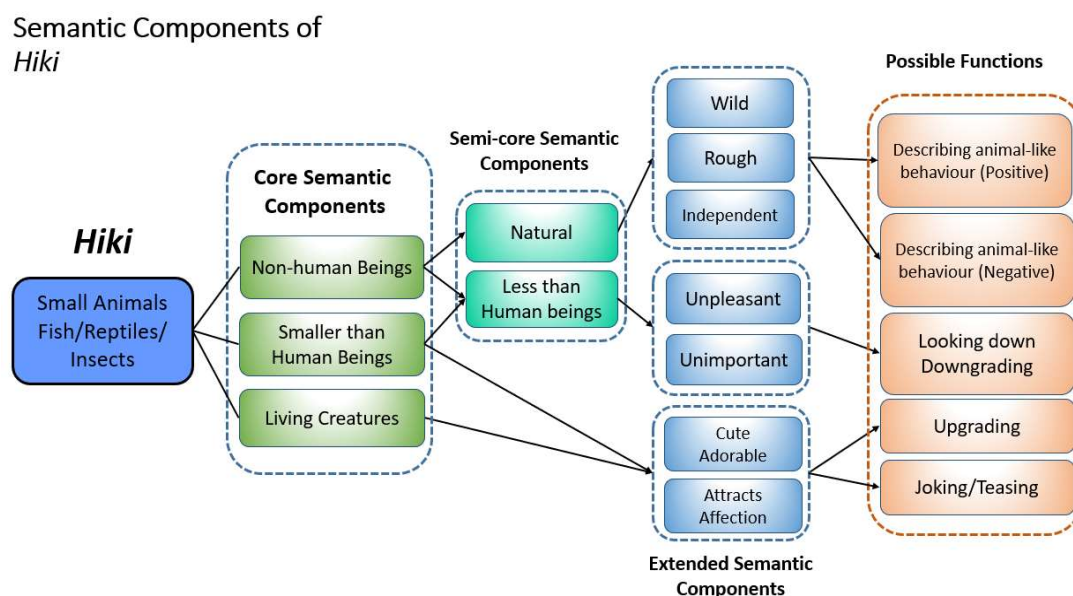 Semantic Components of
Hiki
Hiki
Small Animals
Fish/Reptiles/
Insects
Core Semantic
Components
Non-human Beings
Smaller than
Human Beings
Living Creatures
Semi-core Semantic
Components
Natural
Less than
Human beings
Wild
Rough
Independent
Unpleasant
Unimportant
Cute
Adorable
Attracts
Affection
Extended Semantic
Components
Possible Functions
Describing animal-like
behaviour (Positive)
Describing animal-like
behaviour (Negative)
Looking down
Downgrading
Upgrading
Joking/Teasing